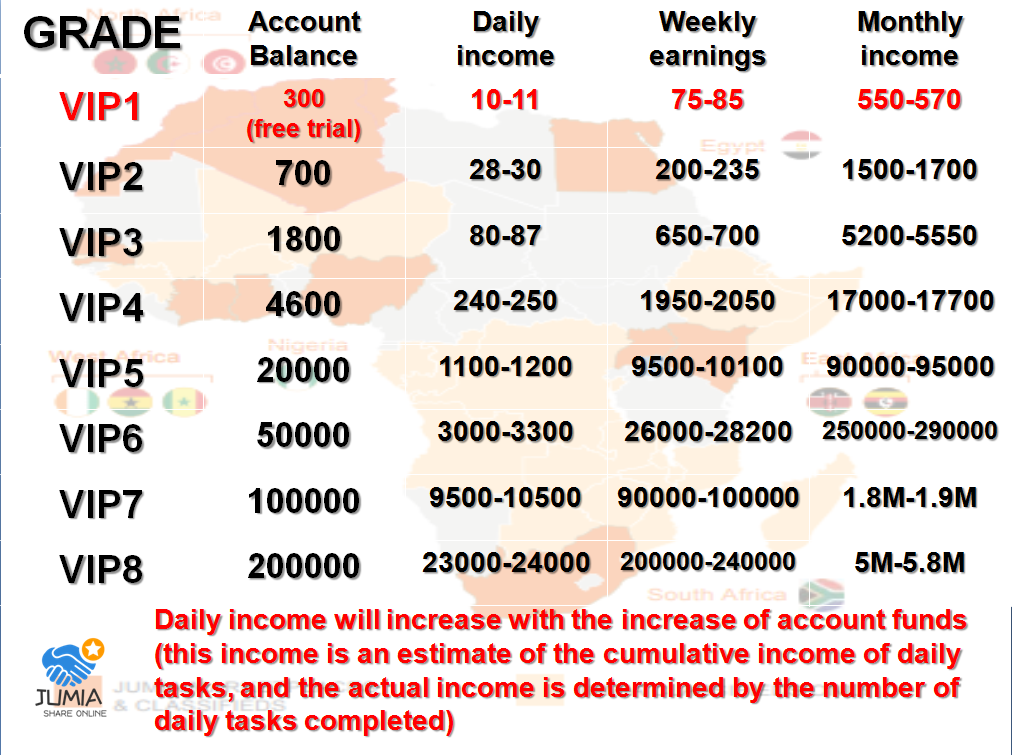 North Africa
GRADE
Account Balance
Daily income
Weekly earnings
Monthly income
VIP1
300 (free trial)
10-11
75-85
550-570
Egypt
VIP2
700
28-30
200-235
1500-1700
VIP3
1800
80-87
650-700
5200-5550
VIP4
4600
240-250
1950-2050
17000-17700
West Africa
Nigeria
VIP5
20000
1100-1200
9500-10100
90000-95000
VIP6
50000
3000-3300
26000-28200
250000-290000
VIP7
100000
9500-10500
90000-100000
1.8M-1.9M
VIP8
200000
23000-24000
200000-240000
5M-5.8M
South Africa
Daily income will increase with the increase of account funds
(this income is an estimate of the cumulative income of daily
tasks, and the actual income is determined by the number of
daily tasks completed)
JUMIA
SHARE ONLINE
& CLASSIFIEDS